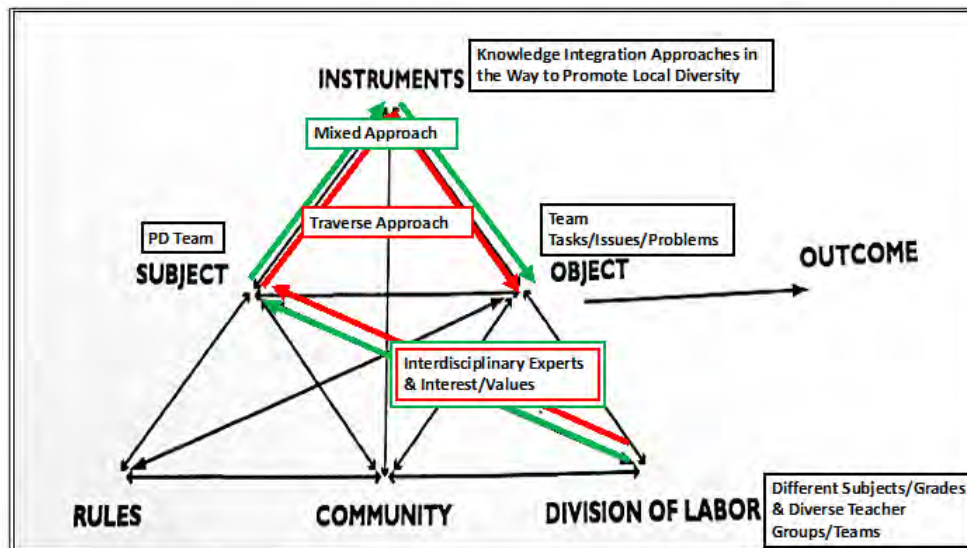 Knowledge Integration Approaches in
the Way to Promote Local Diversity
INSTRUMENTS
Mixed Approach
Traverse Approach
PD Team
SUBJECT
Team
Tasks/Issues/Problems
OBJECT
OUTCOME
Interdisciplinary Experts
& Interest/Values
RULES
COMMUNITY
DIVISION OF LABOR
Different Subjects/Grades
& Diverse Teacher
Groups/Teams